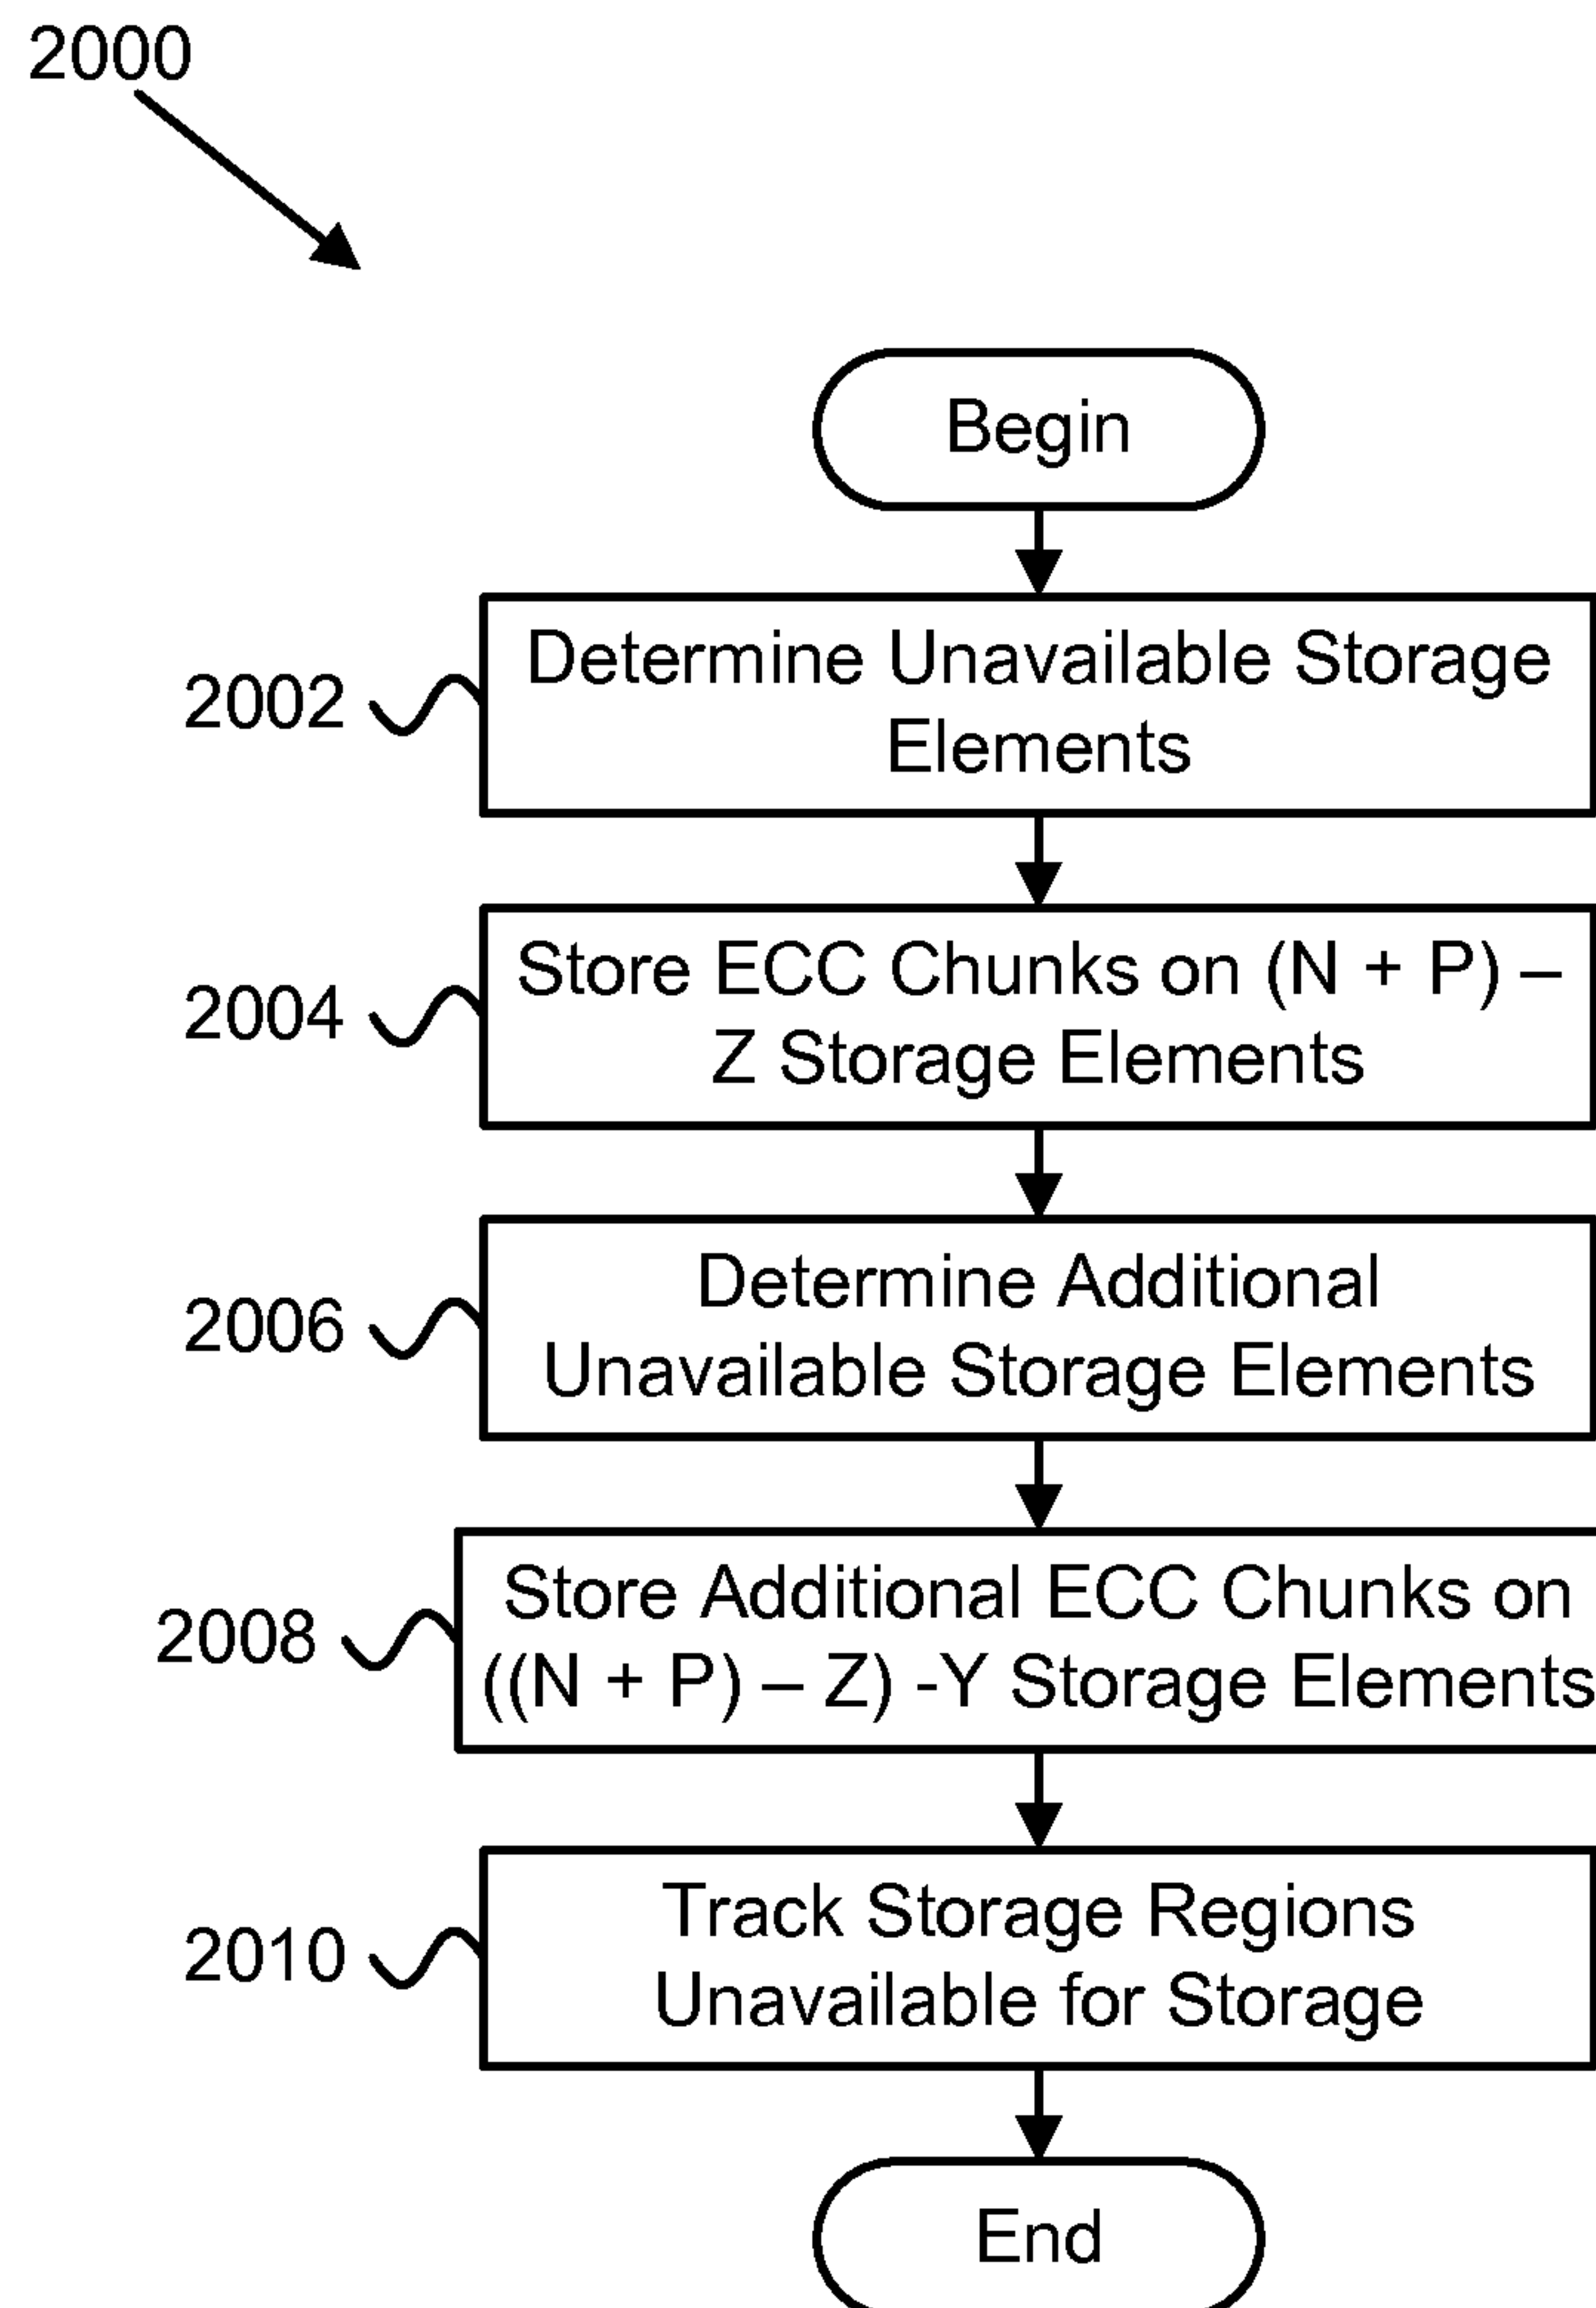 2000
Begin
2002
Determine Unavailable Storage
Elements
2004
Store ECC Chunks on (N + P) –
Z Storage Elements
2006
Determine Additional
Unavailable Storage Elements
2008
Store Additional ECC Chunks on
((N + P) – Z) -Y Storage Elements
2010
Track Storage Regions
Unavailable for Storage
End